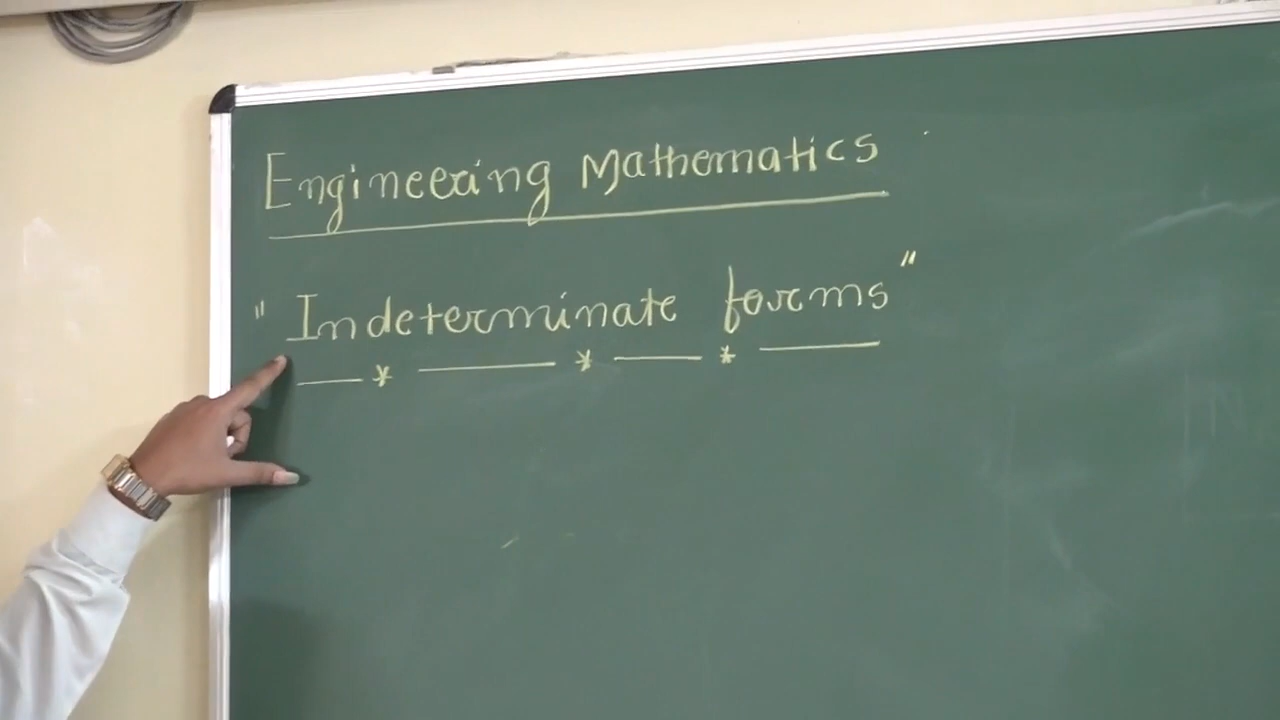 Engineering Mathematics
" Indeterminate forms "
— * — * — * —